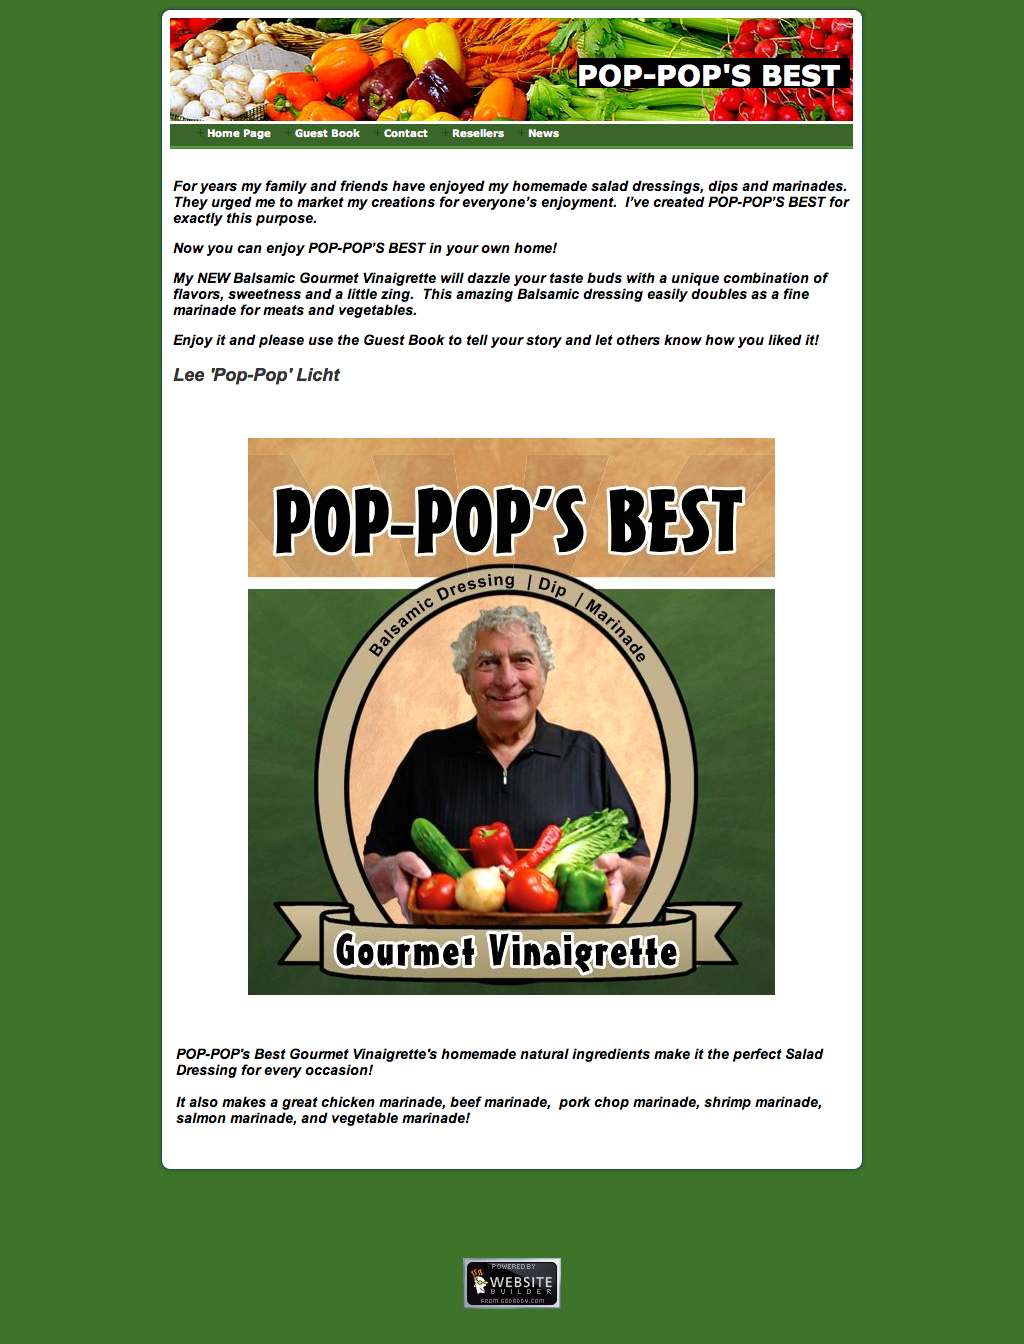 POP-POP'S BEST
Home Page
Guest Book
Contact
Resellers
News
For years my family and friends have enjoyed my homemade salad dressings, dips and marinades.
They urged me to market my creations for everyone’s enjoyment.  I’ve created POP-POP’S BEST for
exactly this purpose.
Now you can enjoy POP-POP’S BEST in your own home!
My NEW Balsamic Gourmet Vinaigrette will dazzle your taste buds with a unique combination of
flavors, sweetness and a little zing.  This amazing Balsamic dressing easily doubles as a fine
marinade for meats and vegetables.
Enjoy it and please use the Guest Book to tell your story and let others know how you liked it!
Lee 'Pop-Pop' Licht
POP-POP’S BEST
Balsamic Dressing | Dip | Marinade
Gourmet Vinaigrette
POP-POP's Best Gourmet Vinaigrette's homemade natural ingredients make it the perfect Salad
Dressing for every occasion!
It also makes a great chicken marinade, beef marinade,  pork chop marinade, shrimp marinade,
salmon marinade, and vegetable marinade!
POWERED BY
WEBSITE
BUILDER
FROM GODADDY.COM